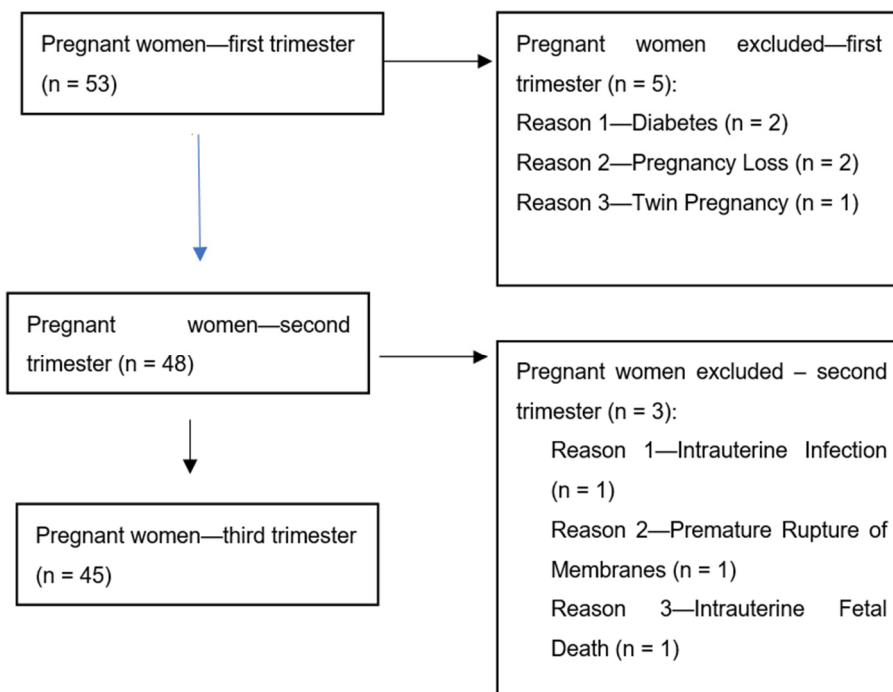 Pregnant women—first trimester
(n = 53)
Pregnant women excluded—first
trimester (n = 5):
Reason 1—Diabetes (n = 2)
Reason 2—Pregnancy Loss (n = 2)
Reason 3—Twin Pregnancy (n = 1)
Pregnant women—second
trimester (n = 48)
Pregnant women excluded – second
trimester (n = 3):
Reason 1—Intrauterine Infection
(n = 1)
Reason 2—Premature Rupture of
Membranes (n = 1)
Reason 3—Intrauterine Fetal
Death (n = 1)
Pregnant women—third trimester
(n = 45)